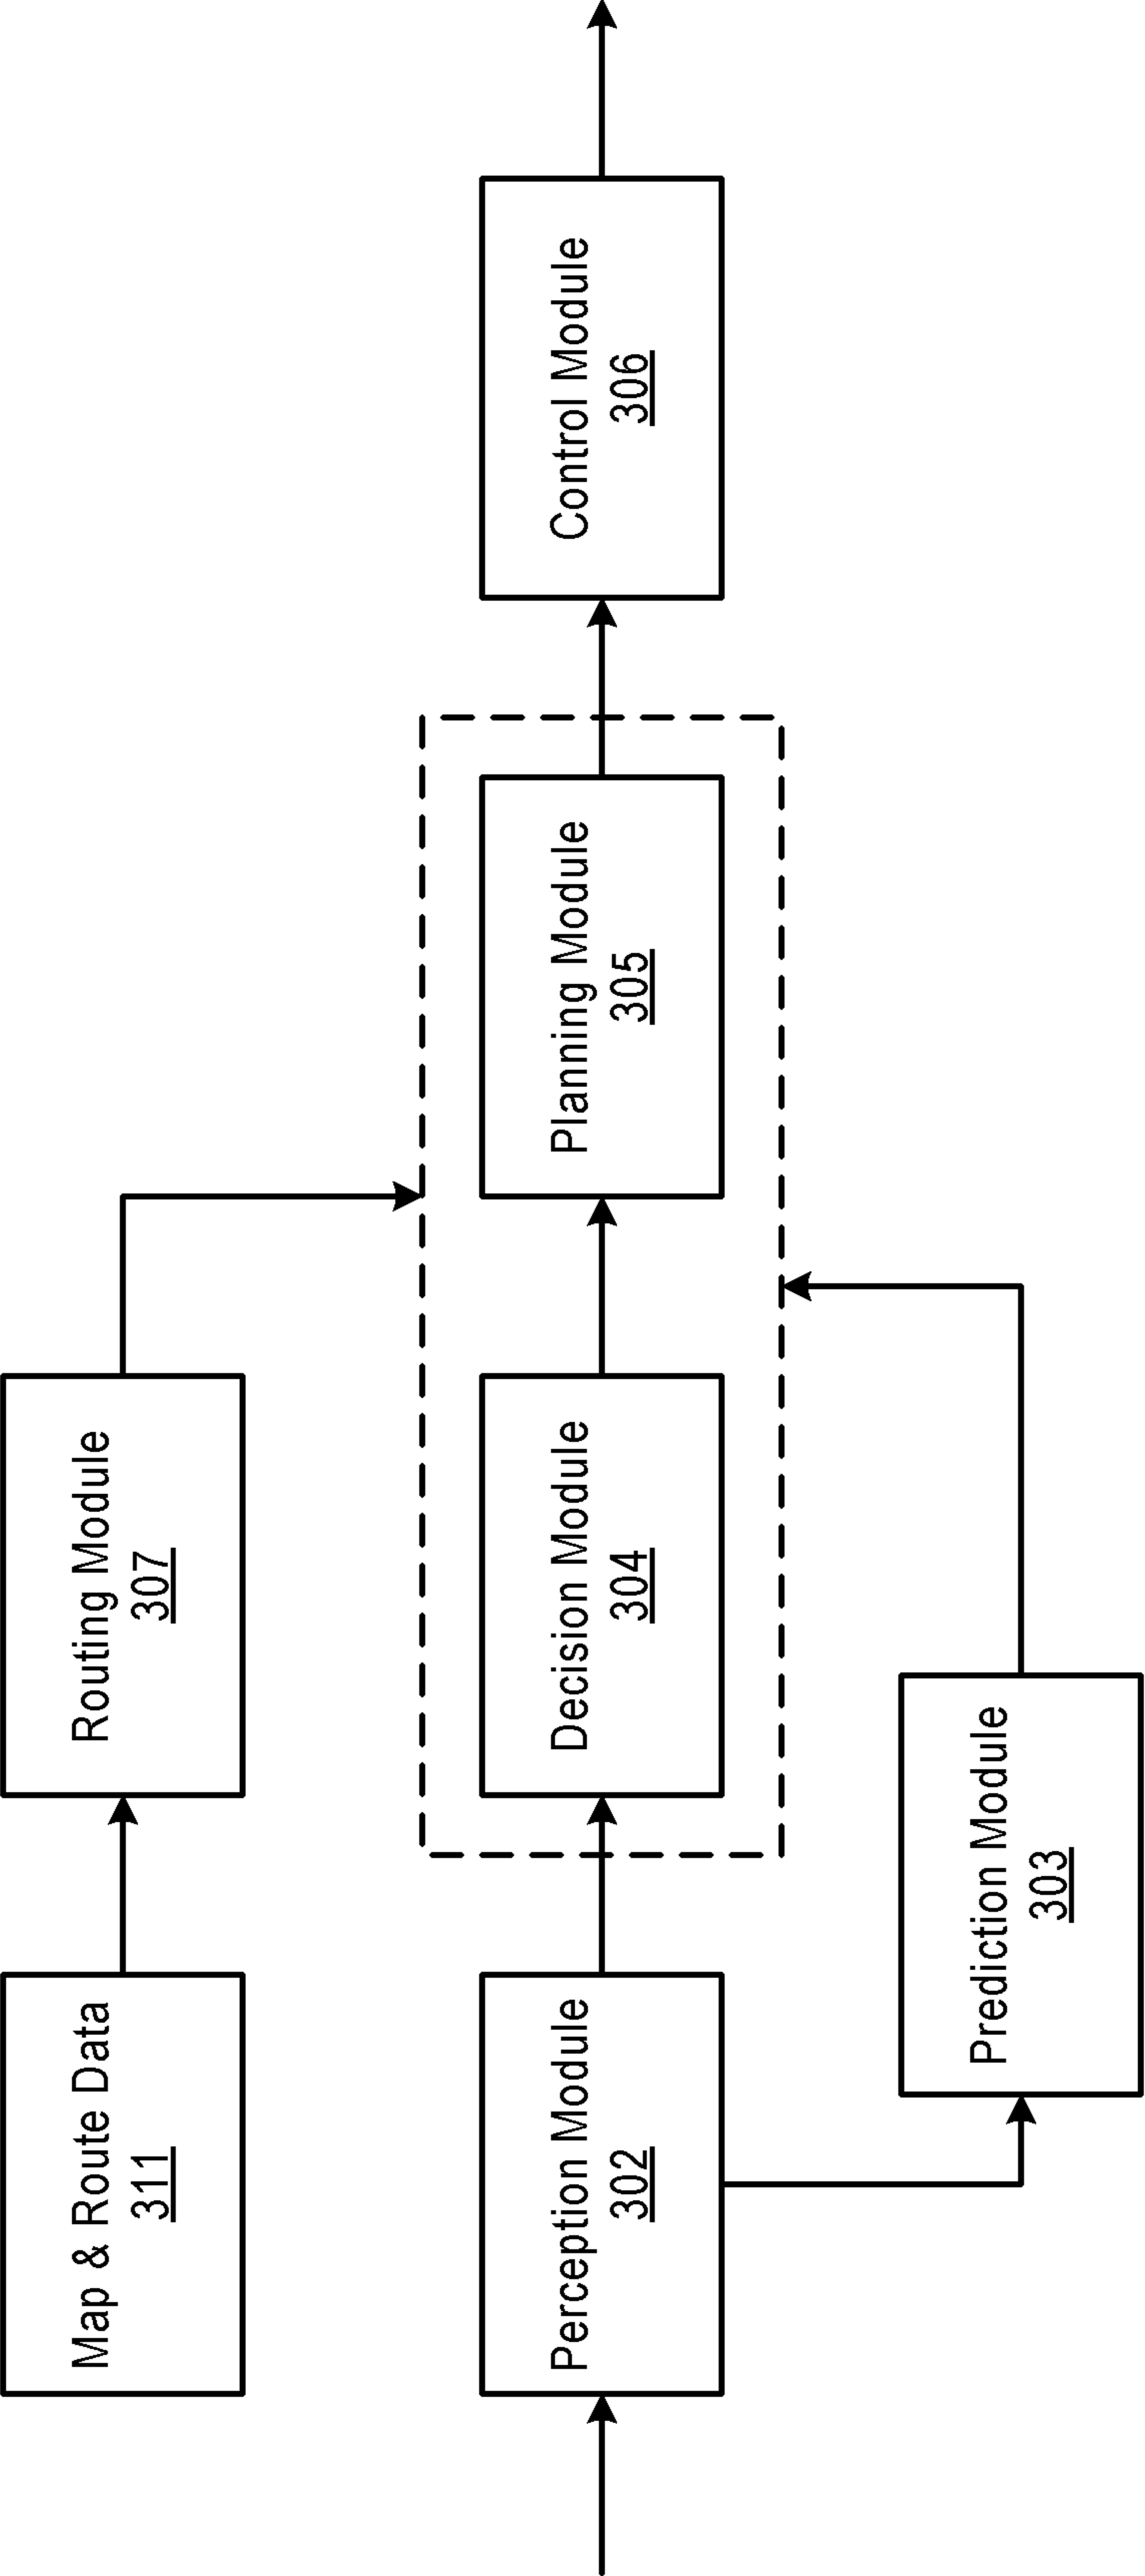 Map & Route Data
311
Routing Module
307
Perception Module
302
Decision Module
304
Planning Module
305
Control Module
306
Prediction Module
303